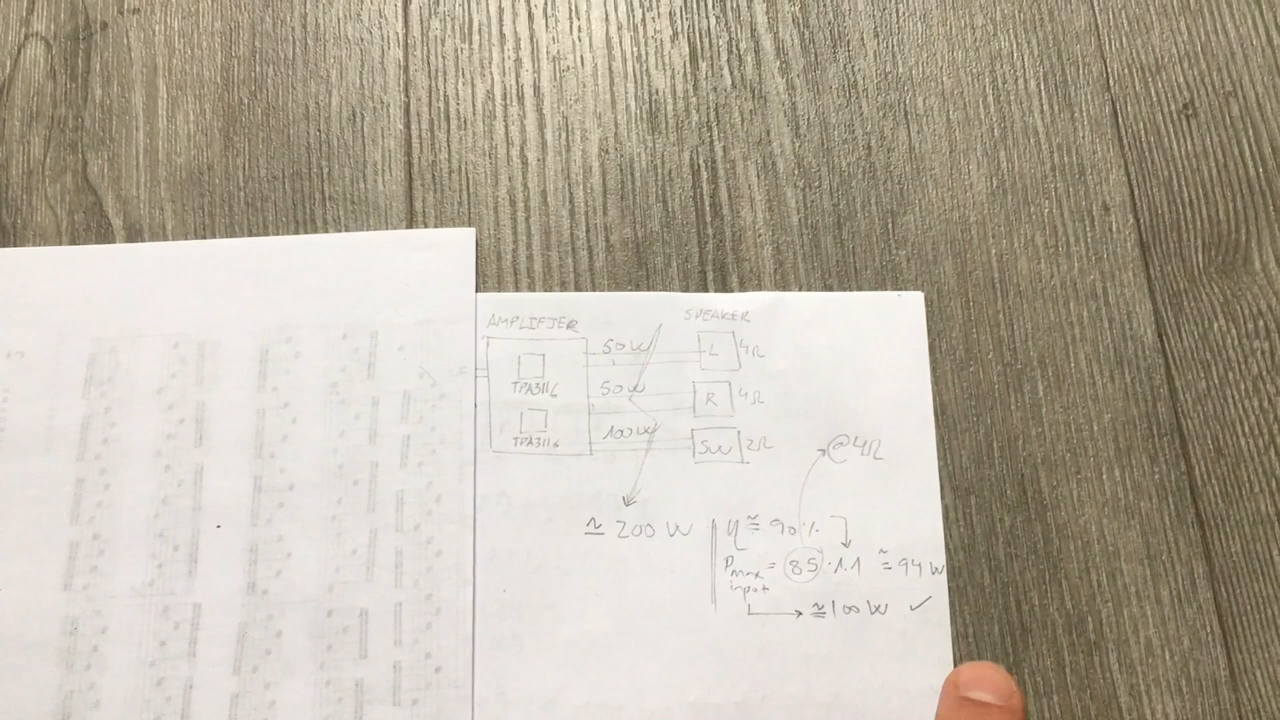 AMPLIFIER
TPA3116
TPA3116
50W
50W
100W
SPEAKER
L 4Ω
R 4Ω
SW 2Ω
≃ 200 W
@4Ω
η ≅ 90%
Pmax input = 85 · 1.1 ≅ 94 W
≅ 100 W ✓